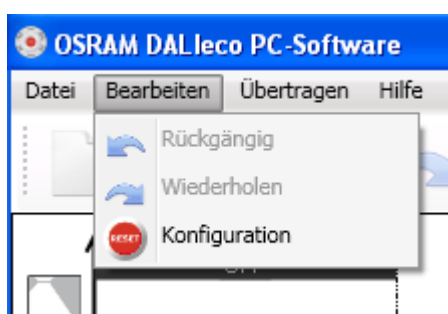 OSRAM DALIeco PC-Software
Datei Bearbeiten Übertragen Hilfe
Rückgängig
Wiederholen
RESET Konfiguration